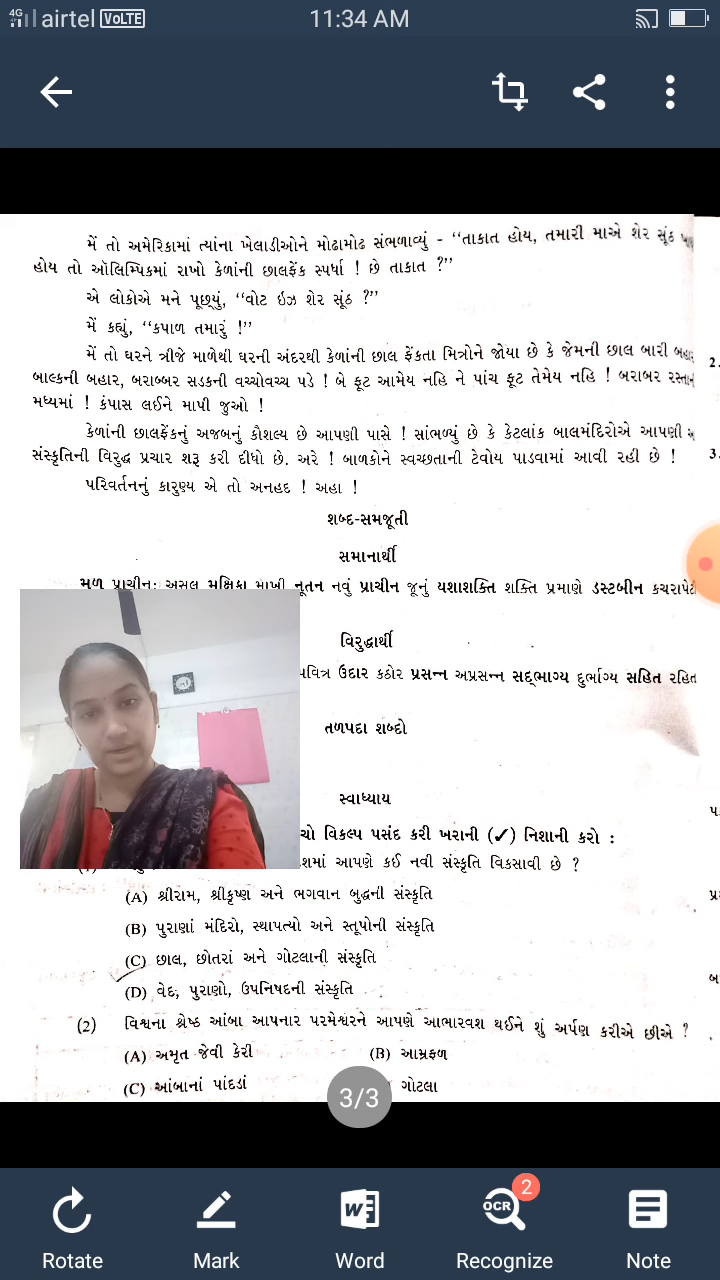 4G airtel VoLTE 11:34 AM
મેં તો અમેરિકામાં ત્યાંના ખેલાડીઓને મોઢામોઢ સંભળાવ્યું - “તાકાત હોય, તમારી માએ શેર સૂંઠ
હોય તો ઑલિમ્પિકમાં રાખો કેળાંની છાલફેંક સ્પર્ધા ! છે તાકાત ?”
એ લોકોએ મને પૂછ્યું, “વોટ ઇઝ શેર સૂંઠ ?”
મેં કહ્યું, “કપાળ તમારું !”
મેં તો ઘરને ત્રીજે માળેથી ઘરની અંદરથી કેળાંની છાલ ફેંકતા મિત્રોને જોયા છે કે જેમની છાલ બારી બહાર
બાલ્કની બહાર, બરાબ્બર સડકની વચ્ચોવચ્ચ પડે ! બે ફૂટ આમેય નહિ ને પાંચ ફૂટ તેમેય નહિ ! બરાબર
મધ્યમાં ! કંપાસ લઈને માપી જુઓ !
કેળાંની છાલફેંકનું અજબનું કૌશલ્ય છે આપણી પાસે ! સાંભળ્યું છે કે કેટલાંક બાલમંદિરોએ આપણી
સંસ્કૃતિની વિરુદ્ધ પ્રચાર શરૂ કરી દીધો છે. અરે ! બાળકોને સ્વચ્છતાની ટેવોય પાડવામાં આવી રહી છે !
પરિવર્તનનું કારુણ્ય એ તો અનહદ ! અહા !
2.
3.
શબ્દ-સમજૂતી
સમાનાર્થી
મૂળ પ્રાચીન; અસલ મક્ષિકા માખી નૂતન નવું પ્રાચીન જૂનું યશાશક્તિ શક્તિ પ્રમાણે ડસ્ટબીન કચરાપેટી
વિરુદ્ધાર્થી
પવિત્ર ઉદાર કઠોર પ્રસન્ન અપ્રસન્ન સદ્ભાગ્ય દુર્ભાગ્ય સહિત રહિત
તળપદા શબ્દો
સ્વાધ્યાય
વિકલ્પ પસંદ કરી ખરાની (✓) નિશાની કરો :
આપણે કઈ નવી સંસ્કૃતિ વિકસાવી છે ?
(A) શ્રીરામ, શ્રીકૃષ્ણ અને ભગવાન બુદ્ધની સંસ્કૃતિ
(B) પુરાણાં મંદિરો, સ્થાપત્યો અને સ્તૂપોની સંસ્કૃતિ
(C) છાલ, છોતરાં અને ગોટલાની સંસ્કૃતિ
(D) વેદ, પુરાણો, ઉપનિષદની સંસ્કૃતિ
(2) વિશ્વના શ્રેષ્ઠ આંબા આપનાર પરમેશ્વરને આપણે આભારવશ થઈને શું અર્પણ કરીએ છીએ ?
(A) અમૃત જેવી કેરી (B) આમ્રફળ
(C) આંબાનાં પાંદડાં ગોટલા
3/3
OCR 2
Rotate Mark Word Recognize Note